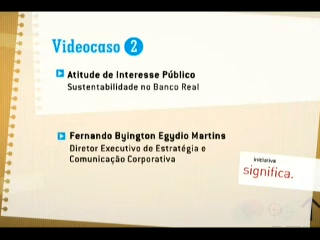 Videocaso 2
Atitude de Interesse Público
Sustentabilidade no Banco Real
Fernando Byington Egydio Martins
Diretor Executivo de Estratégia e
Comunicação Corporativa
iniciativa
significa.